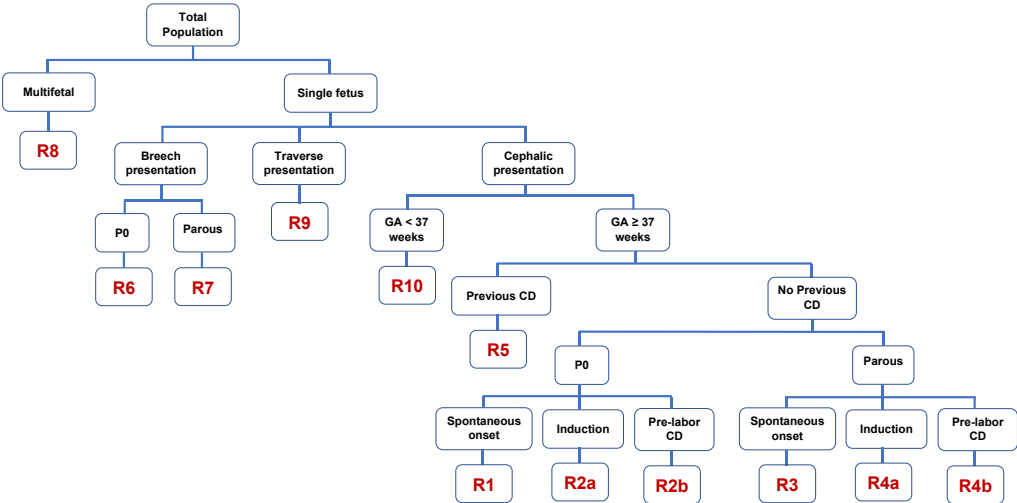 Total
Population
Multifetal
Single fetus
R8
Breech
presentation
Traverse
presentation
Cephalic
presentation
P0
Parous
R9
GA < 37
weeks
GA ≥ 37
weeks
R6
R7
R10
Previous CD
No Previous
CD
R5
P0
Parous
Spontaneous
onset
Induction
Pre-labor
CD
Spontaneous
onset
Induction
Pre-labor
CD
R1
R2a
R2b
R3
R4a
R4b